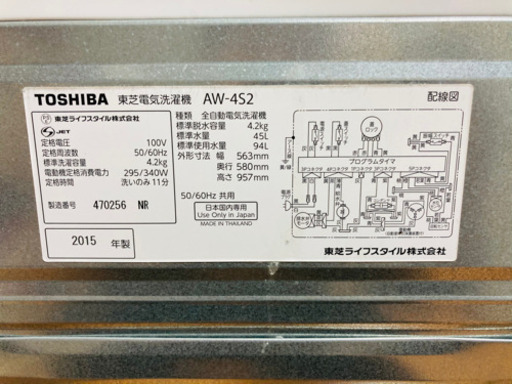 TOSHIBA 東芝電気洗濯機 AW-4S2
配線図
東芝ライフスタイル株式会社
JET
定格電圧 100V
定格周波数 50/60Hz
標準洗濯容量 4.2kg
電動機定格消費電力 295/340W
定格時間 洗いのみ 11分
製造番号 470256 NR
2015 年製
種類 全自動電気洗濯機
標準脱水容量 4.2kg
標準水量 45L
標準使用水量 94L
外形寸法 幅 563mm
奥行 580mm
高さ 957mm
50/60Hz 共用
日本国内専用
Use Only in Japan
MADE IN THAILAND
プログラムタイマ
東芝ライフスタイル株式会社